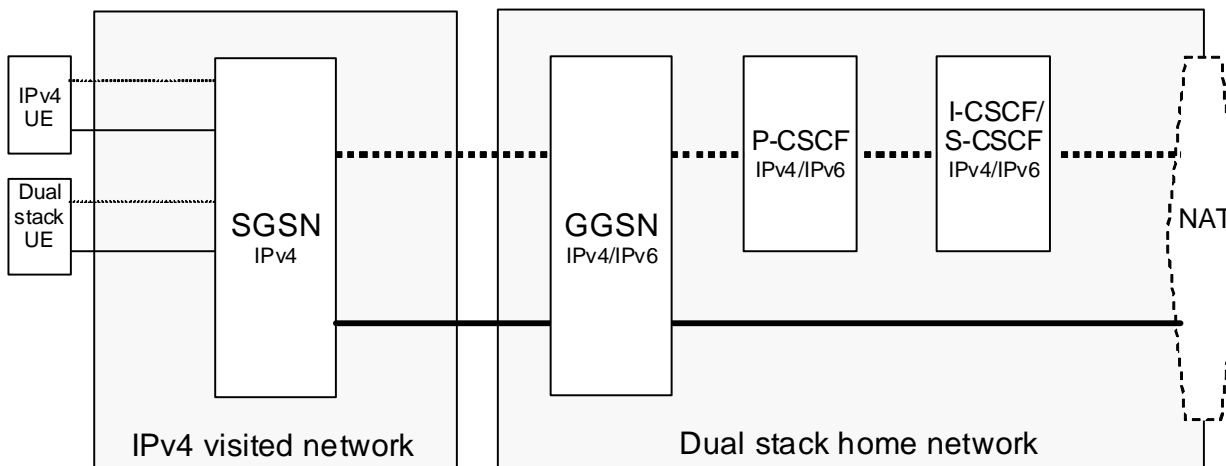 IPv4
UE
Dual
stack
UE
SGSN
IPv4
GGSN
IPv4/IPv6
P-CSCF
IPv4/IPv6
I-CSCF/
S-CSCF
IPv4/IPv6
NAT
IPv4 visited network
Dual stack home network